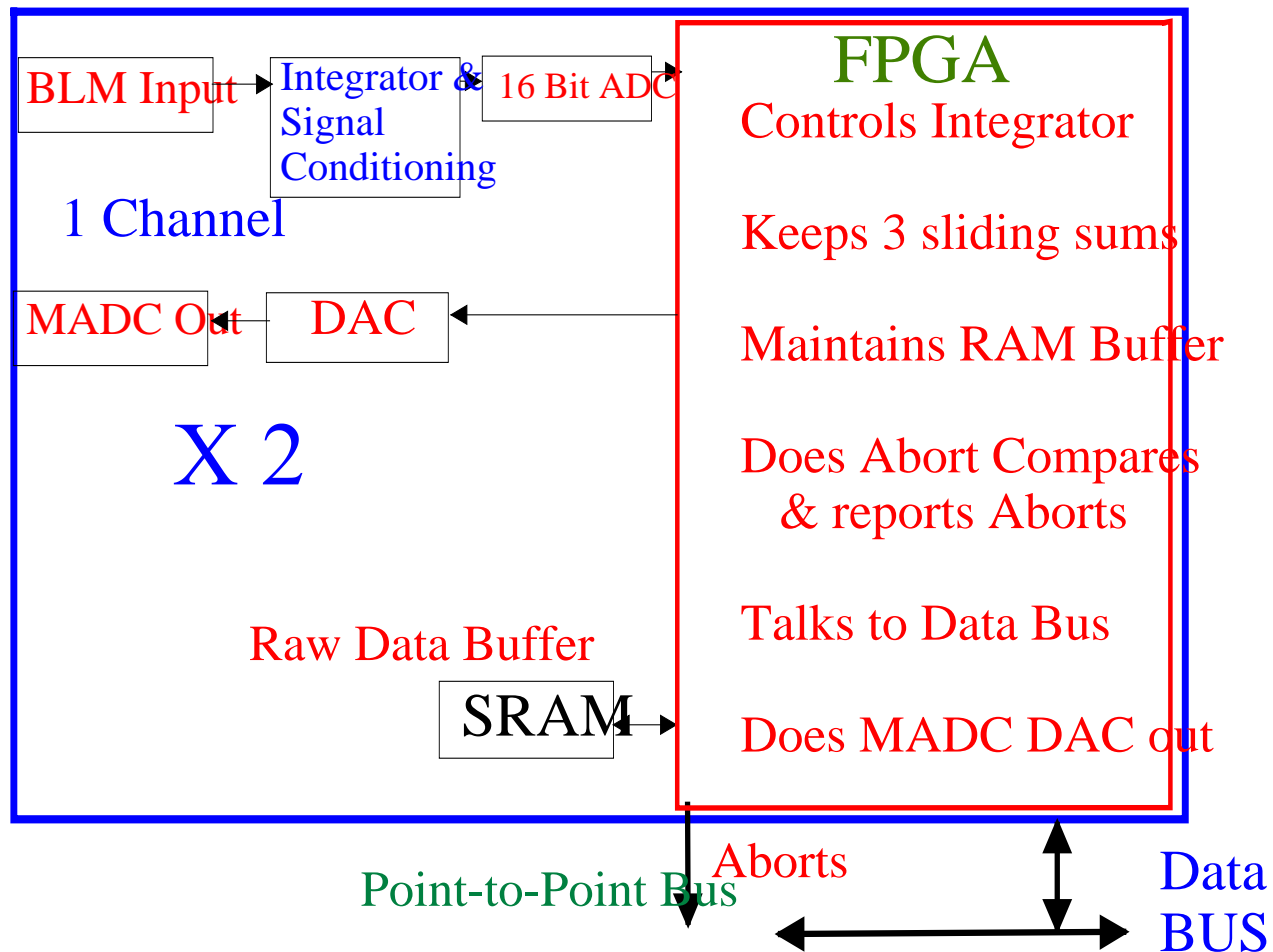 BLM Input
Integrator &
Signal
Conditioning
16 Bit ADC
1 Channel
MADC Out
DAC
X 2
Raw Data Buffer
SRAM
FPGA
Controls Integrator
Keeps 3 sliding sums
Maintains RAM Buffer
Does Abort Compares
& reports Aborts
Talks to Data Bus
Does MADC DAC out
Point-to-Point Bus
Aborts
Data
BUS